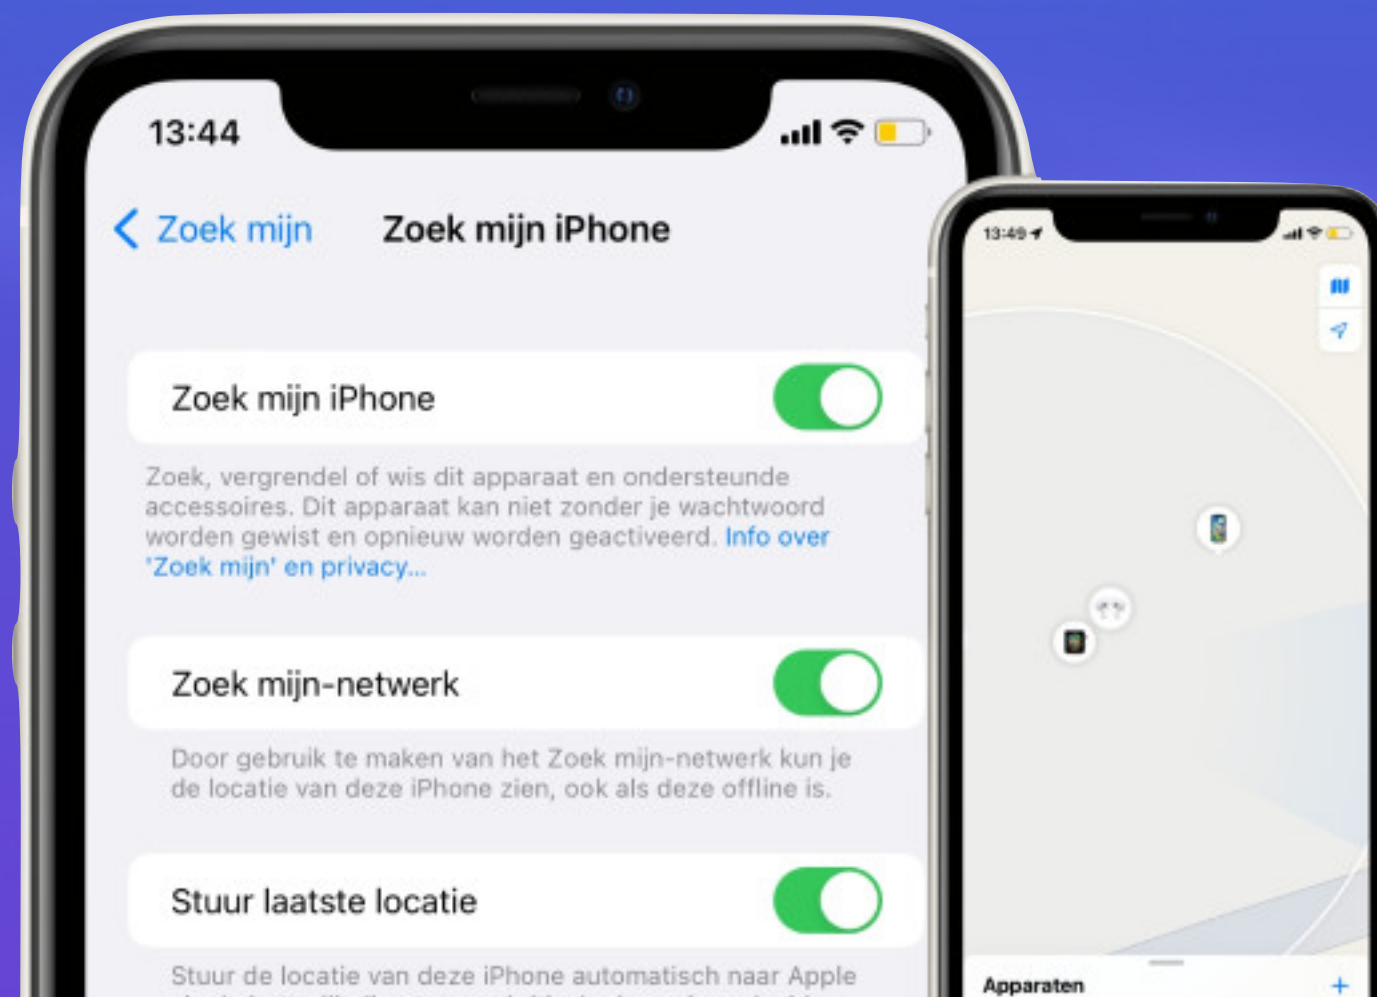 13:44
Zoek mijn
Zoek mijn iPhone
Zoek mijn iPhone
Zoek, vergrendel of wis dit apparaat en ondersteunde
accessoires. Dit apparaat kan niet zonder je wachtwoord
worden gewist en opnieuw worden geactiveerd. Info over
'Zoek mijn' en privacy...
Zoek mijn-netwerk
Door gebruik te maken van het Zoek mijn-netwerk kun je
de locatie van deze iPhone zien, ook als deze offline is.
Stuur laatste locatie
Stuur de locatie van deze iPhone automatisch naar Apple
13:49
Apparaten